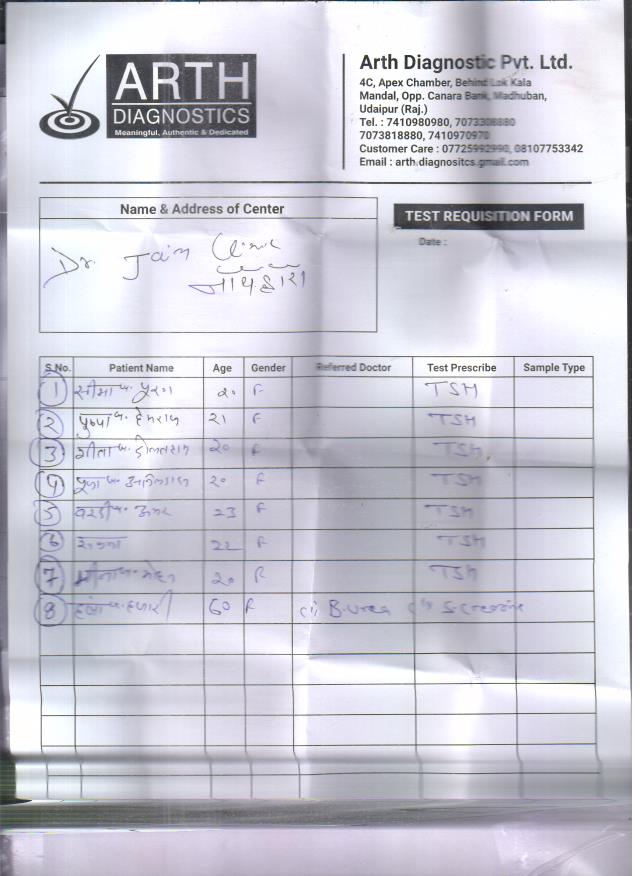 ARTH
DIAGNOSTICS
Meaningful, Authentic & Dedicated
Arth Diagnostic Pvt. Ltd.
4C, Apex Chamber, Behind Lok Kala
Mandal, Opp. Canara Bank, Madhuban,
Udaipur (Raj.)
Tel. : 7410980980, 7073308880
7073818880, 7410970970
Customer Care : 07725992990, 08107753342
Email : arth.diagnositcs.gmail.com
Name & Address of Center
TEST REQUISITION FORM
Date :
Dr. Jain Clinic
S.No. Patient Name Age Gender Referred Doctor Test Prescribe Sample Type
1 सीमा 20 F TSH
2 पुष्पा 21 F TSH
3 20 F TSH
4 20 F TSH
5 23 F TSH
6 22 F TSH
7 20 F TSH
8 60 F (i) B.urea